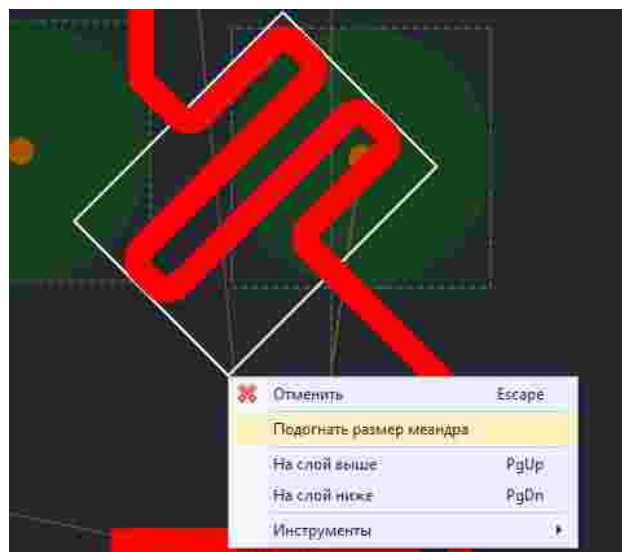 Отменить Escape
Подогнать размер меандра
На слой выше PgUp
На слой ниже PgDn
Инструменты